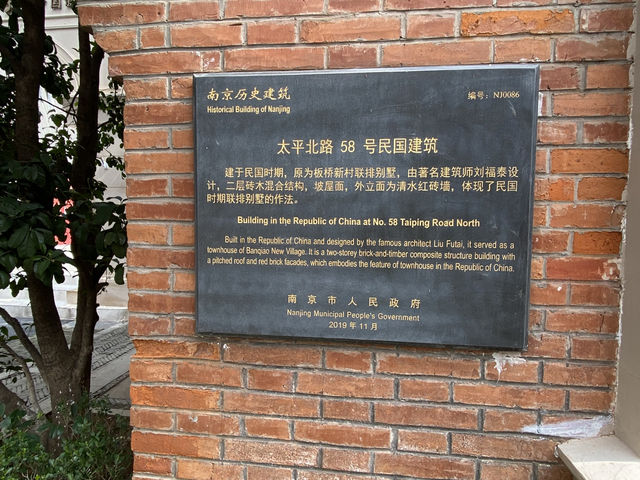 南京历史建筑
编号：NJ0086
Historical Building of Nanjing
太平北路 58 号民国建筑
建于民国时期，原为板桥新村联排别墅，由著名建筑师刘福泰设
计，二层砖木混合结构，坡屋面，外立面为清水红砖墙，体现了民国
时期联排别墅的作法。
Building in the Republic of China at No. 58 Taiping Road North
Built in the Republic of China and designed by the famous architect Liu Futai, it served as a
townhouse of Banqiao New Village. It is a two-storey brick-and-timber composite structure building with
a pitched roof and red brick facades, which embodies the feature of townhouse in the Republic of China.
南京市人民政府
Nanjing Municipal People's Government
2019 年 11 月